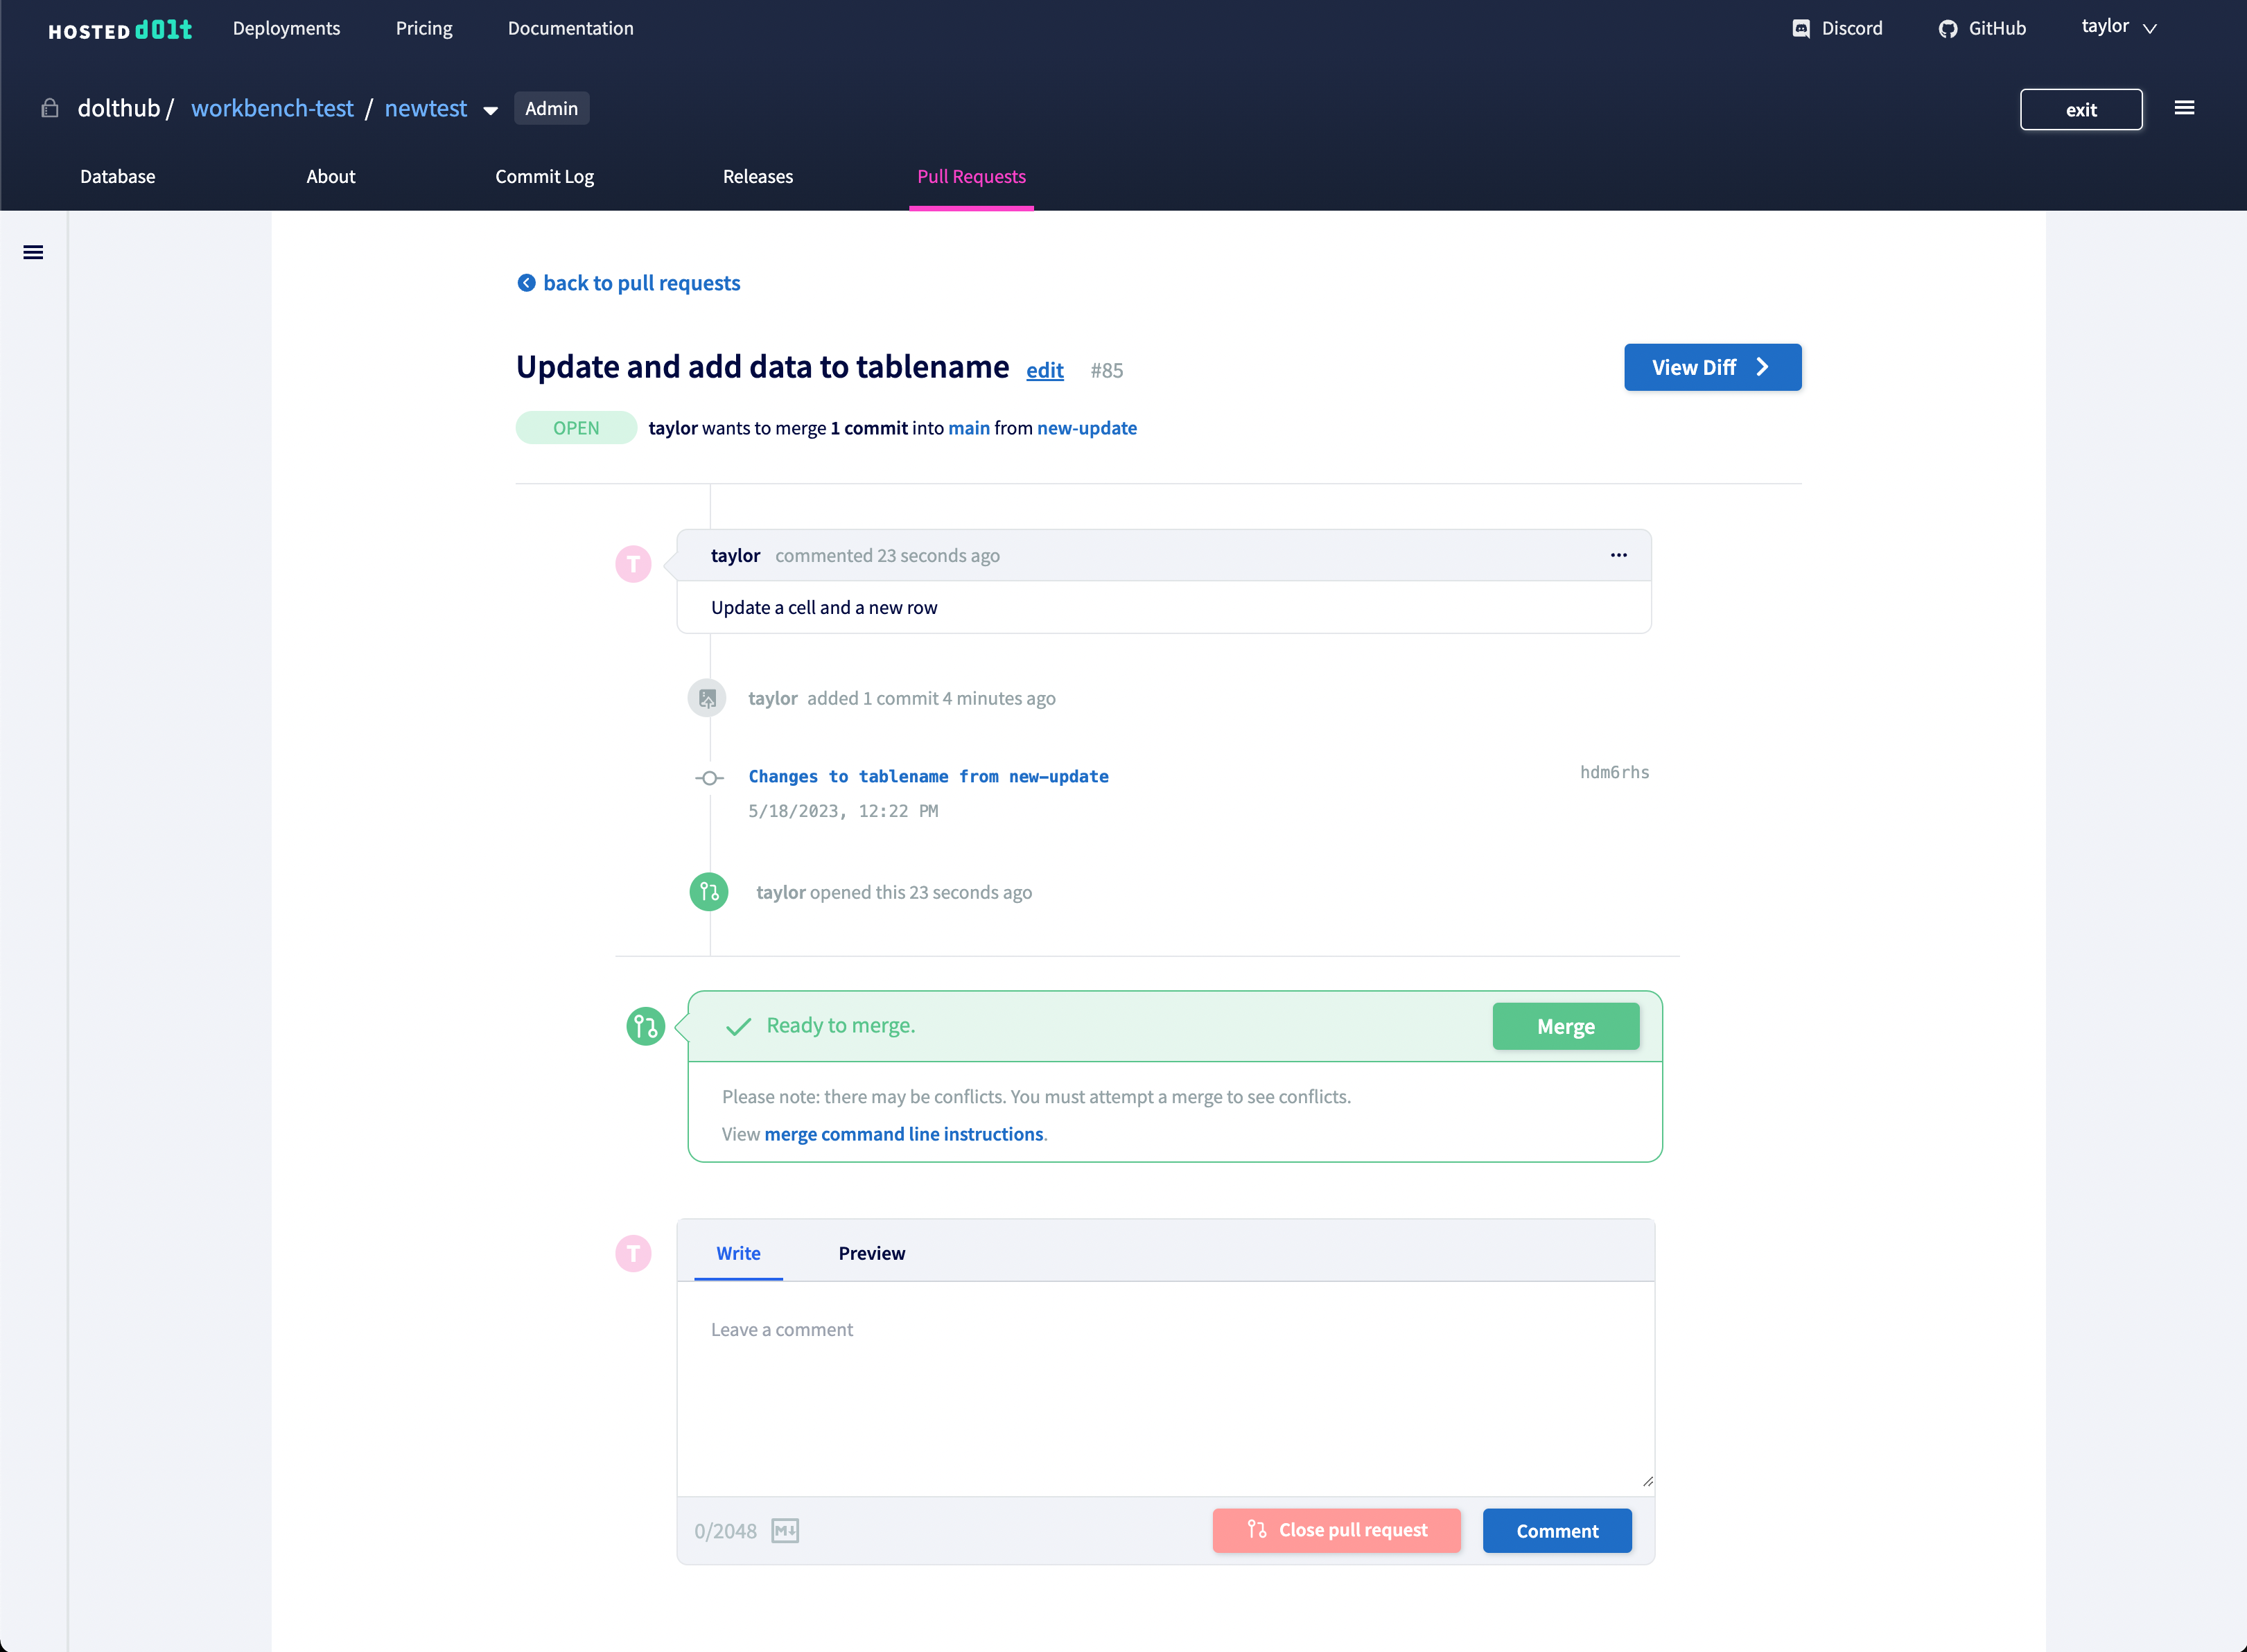 HOSTED dolt Deployments Pricing Documentation Discord GitHub taylor
dolthub / workbench-test / newtest Admin exit
Database About Commit Log Releases Pull Requests
back to pull requests
Update and add data to tablename edit #85 View Diff
OPEN taylor wants to merge 1 commit into main from new-update
T taylor commented 23 seconds ago ···
Update a cell and a new row
taylor added 1 commit 4 minutes ago
Changes to tablename from new-update hdm6rhs
5/18/2023, 12:22 PM
taylor opened this 23 seconds ago
Ready to merge. Merge
Please note: there may be conflicts. You must attempt a merge to see conflicts.
View merge command line instructions.
T Write Preview
Leave a comment
0/2048 M Close pull request Comment